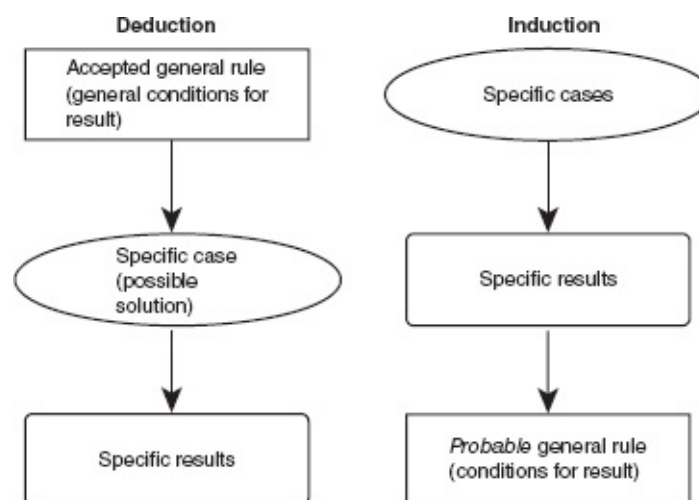 Deduction
Accepted general rule
(general conditions for
result)
Specific case
(possible
solution)
Specific results
Induction
Specific cases
Specific results
Probable general rule
(conditions for result)